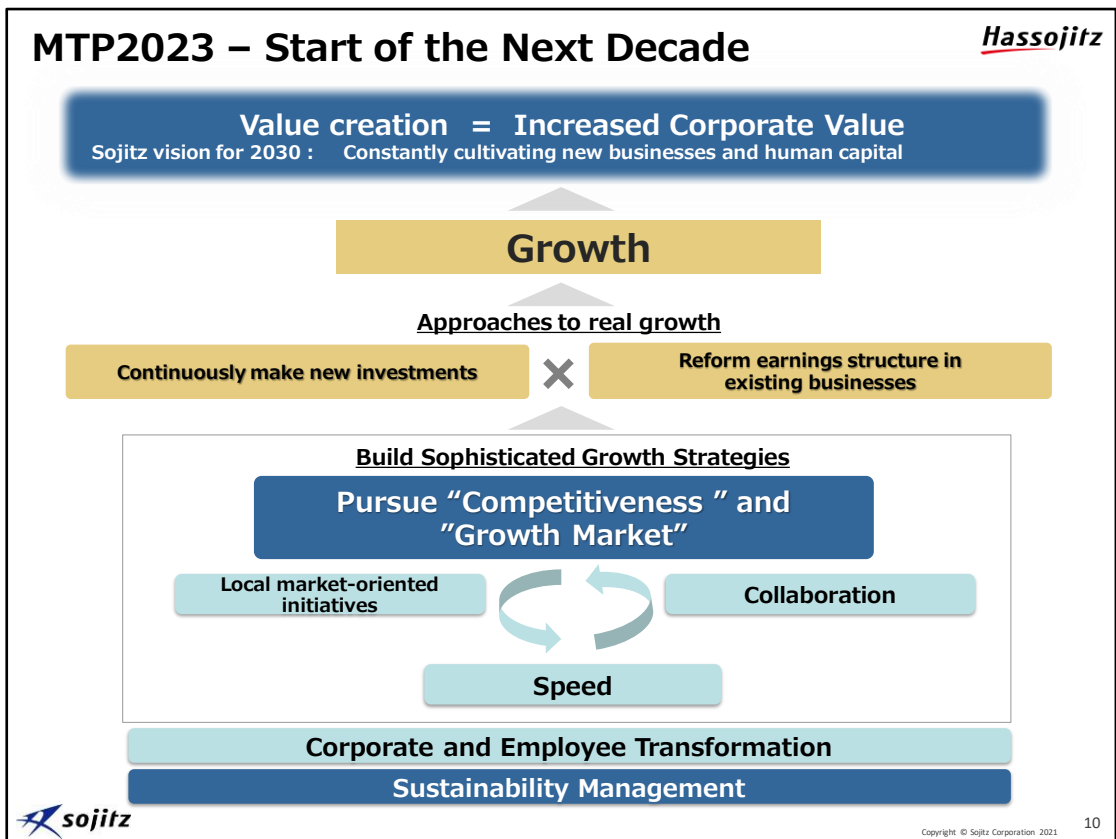 MTP2023 – Start of the Next Decade
Hassojitz
Value creation = Increased Corporate Value
Sojitz vision for 2030 : Constantly cultivating new businesses and human capital
Growth
Approaches to real growth
Continuously make new investments
×
Reform earnings structure in
existing businesses
Build Sophisticated Growth Strategies
Pursue “Competitiveness ” and
”Growth Market”
Local market-oriented
initiatives
Collaboration
Speed
Corporate and Employee Transformation
Sustainability Management
sojitz
Copyright © Sojitz Corporation 2021
10